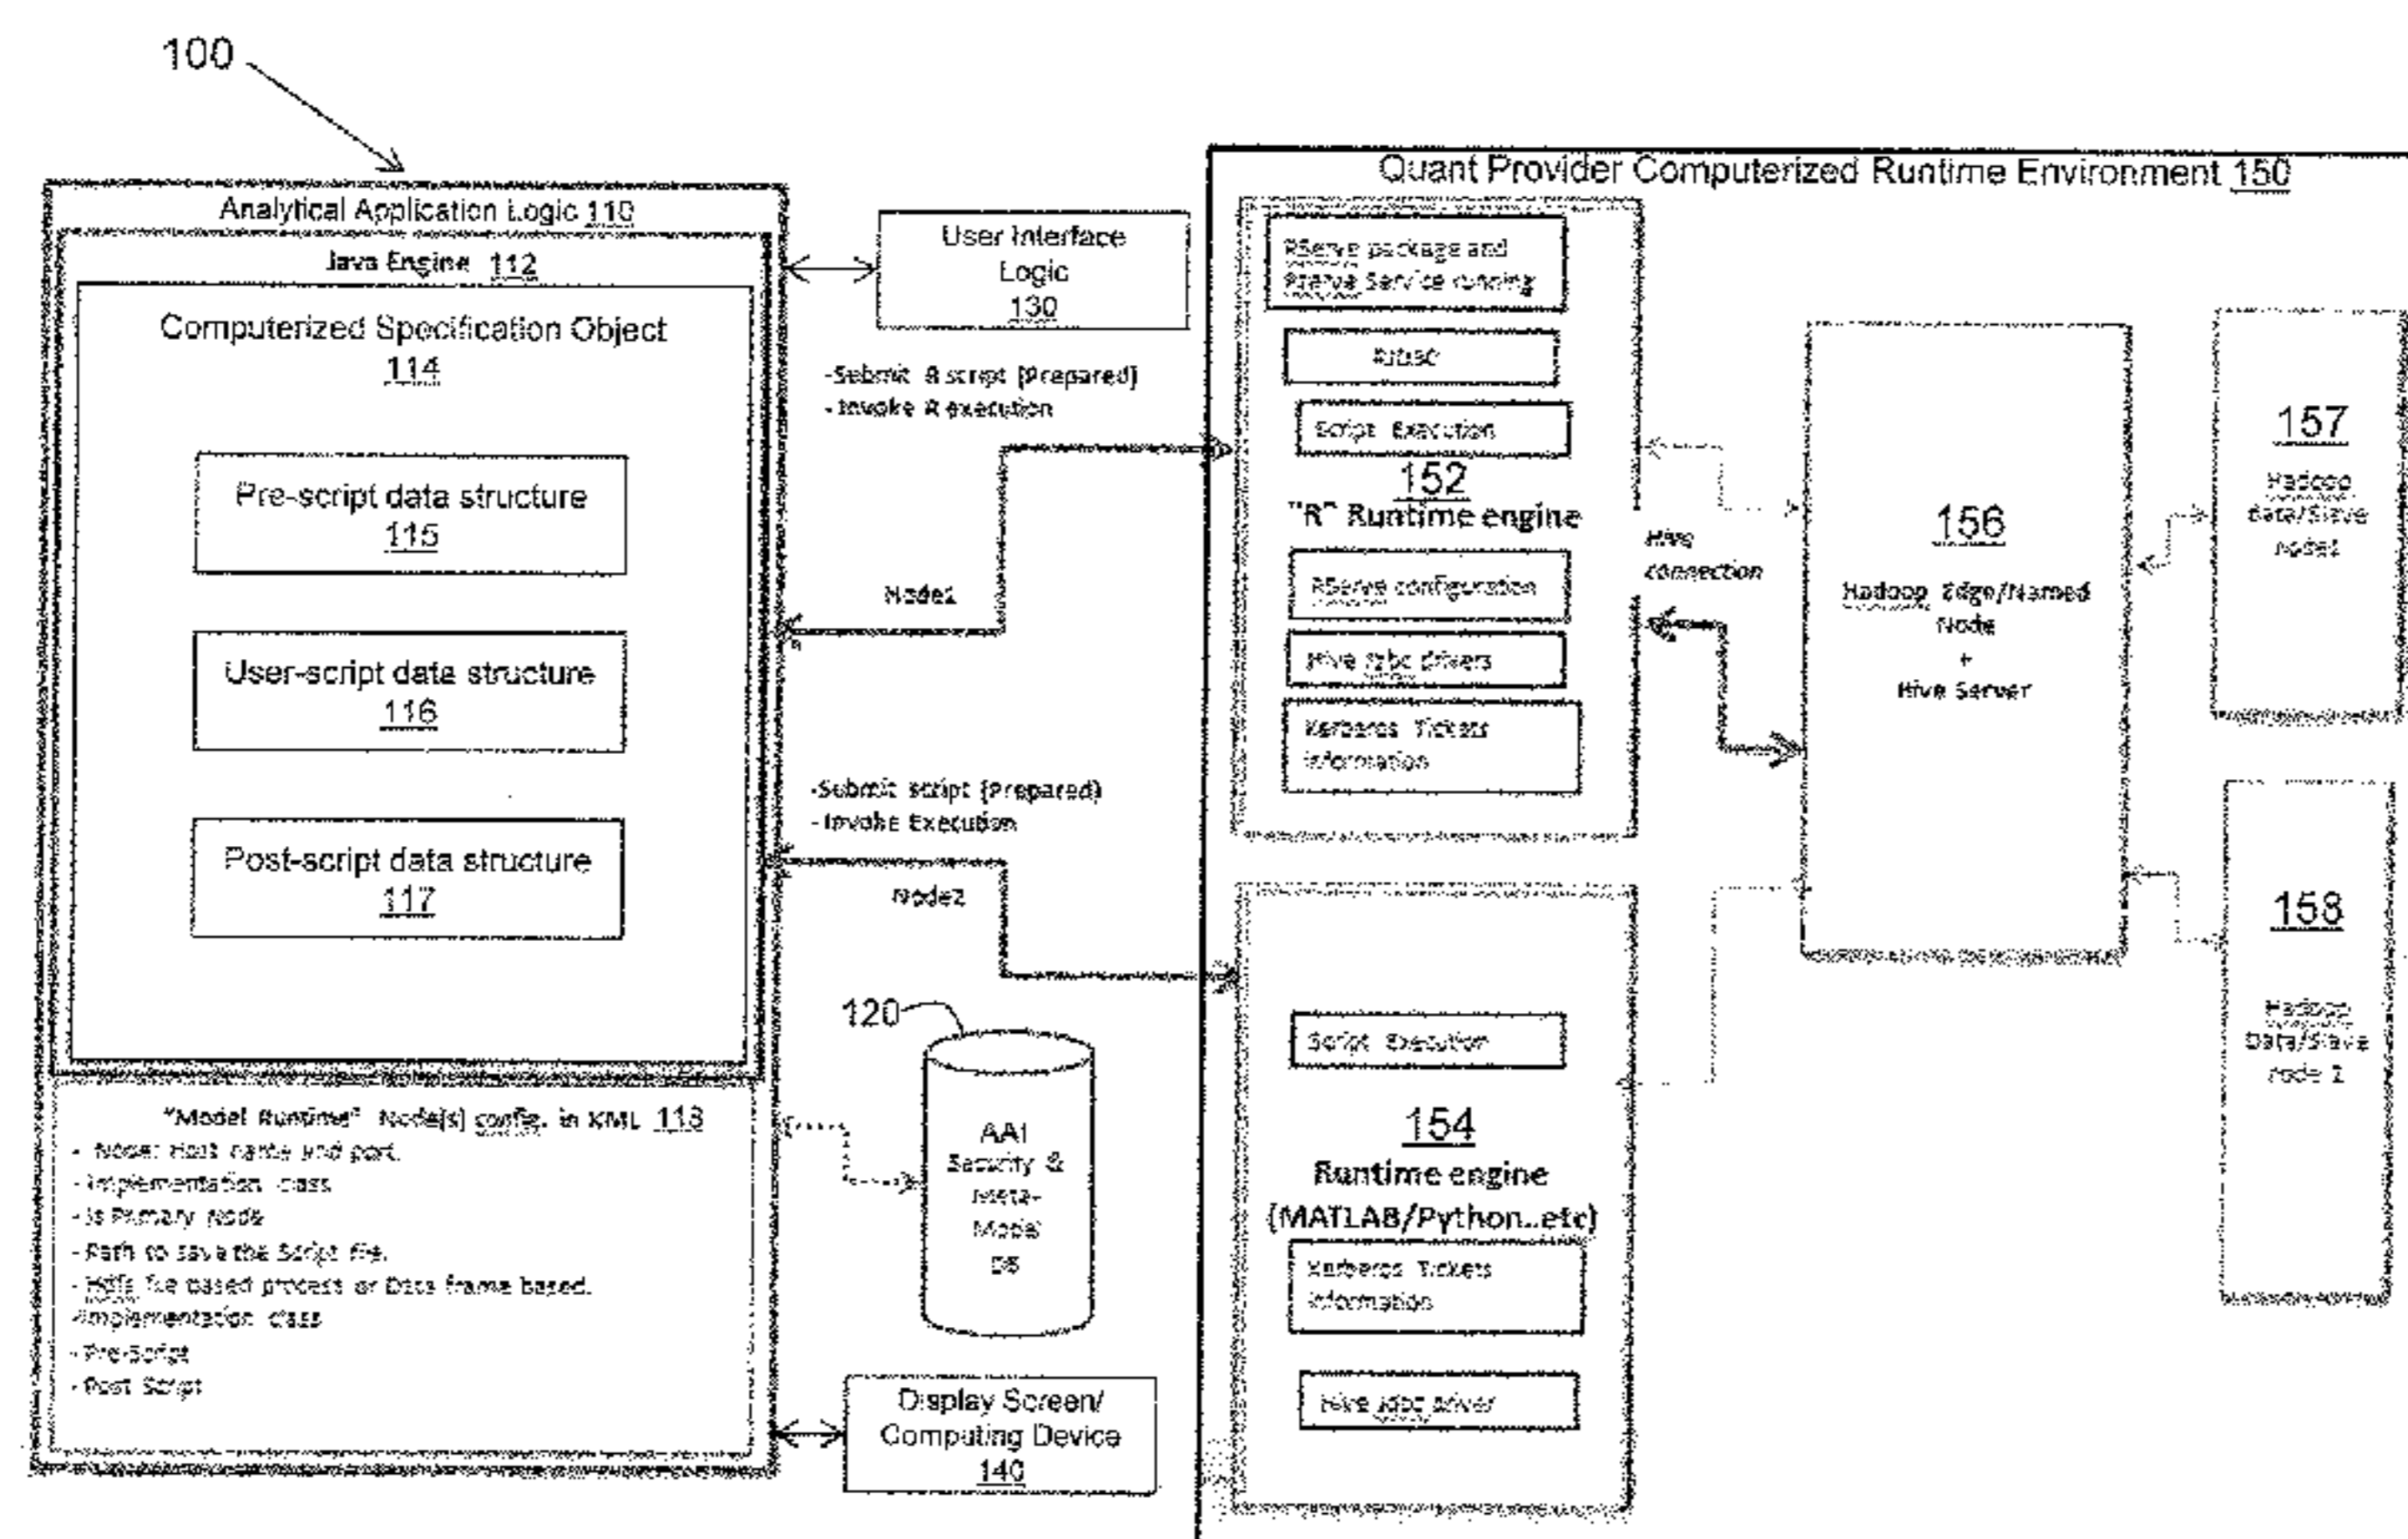 100
Analytical Application Logic 110
Java Engine 112
Computerized Specification Object
114
Pre-script data structure
115
User-script data structure
116
Post-script data structure
117
"Model Runtime" Node(s) config. in XML 118
- Node: Host name and port.
- Implementation class
- Is Primary Node
- Path to save the Script file.
- Hdfs file based process or Data frame based.
-Implementation class
- Pre-Script
- Post Script
User Interface
Logic
130
-Submit R script (Prepared)
- Invoke R execution
Node1
-Submit script (Prepared)
- Invoke Execution
Node2
120
AAI
Security &
Meta-
Model
DB
Display Screen/
Computing Device
140
Quant Provider Computerized Runtime Environment 150
RServe package and
RServe Service running
RJDBC
Script Execution
152
"R" Runtime engine
RServe configuration
Hive Jdbc drivers
Kerberos Tickets
information
Script Execution
154
Runtime engine
(MATLAB/Python..etc)
Kerberos Tickets
information
Hive Jdbc driver
Hive
connection
156
Hadoop Edge/Named
Node
+
Hive Server
157
Hadoop
Data/Slave
node1
158
Hadoop
Data/Slave
node 2